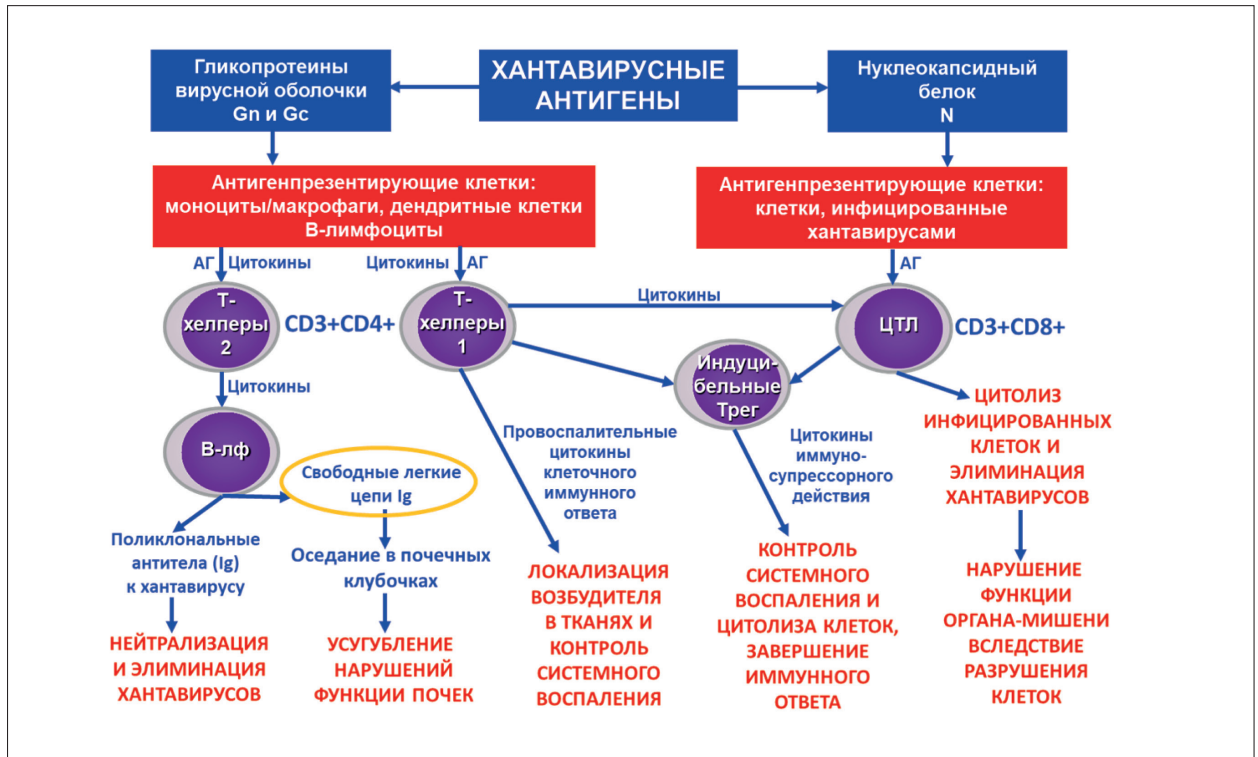 ХАНТАВИРУСНЫЕ
АНТИГЕНЫ
Гликопротеины
вирусной оболочки
Gn и Gc
Нуклеокапсидный
белок
N
Антигенпрезентирующие клетки:
моноциты/макрофаги, дендритные клетки
В-лимфоциты
Антигенпрезентирующие клетки:
клетки, инфицированные
хантавирусами
АГ
Цитокины
Цитокины
АГ
АГ
Т-
хелперы
2
CD3+CD4+
Т-
хелперы
1
Цитокины
ЦТЛ
CD3+CD8+
Цитокины
Индуци-
бельные
Трег
В-лф
Свободные легкие
цепи Ig
Провоспалительные
цитокины
клеточного
иммунного
ответа
Цитокины
иммуно-
супрессорного
действия
ЦИТОЛИЗ
ИНФИЦИРОВАННЫХ
КЛЕТОК И
ЭЛИМИНАЦИЯ
ХАНТАВИРУСОВ
Поликлональные
антитела (Ig)
к хантавирусу
Оседание в почечных
клубочках
НЕЙТРАЛИЗАЦИЯ
И ЭЛИМИНАЦИЯ
ХАНТАВИРУСОВ
УСУГУБЛЕНИЕ
НАРУШЕНИЙ
ФУНКЦИИ ПОЧЕК
ЛОКАЛИЗАЦИЯ
ВОЗБУДИТЕЛЯ
В ТКАНЯХ И
КОНТРОЛЬ
СИСТЕМНОГО
ВОСПАЛЕНИЯ
КОНТРОЛЬ
СИСТЕМНОГО
ВОСПАЛЕНИЯ И
ЦИТОЛИЗА КЛЕТОК,
ЗАВЕРШЕНИЕ
ИММУННОГО
ОТВЕТА
НАРУШЕНИЕ
ФУНКЦИИ
ОРГАНА-МИШЕНИ
ВСЛЕДСТВИЕ
РАЗРУШЕНИЯ
КЛЕТОК